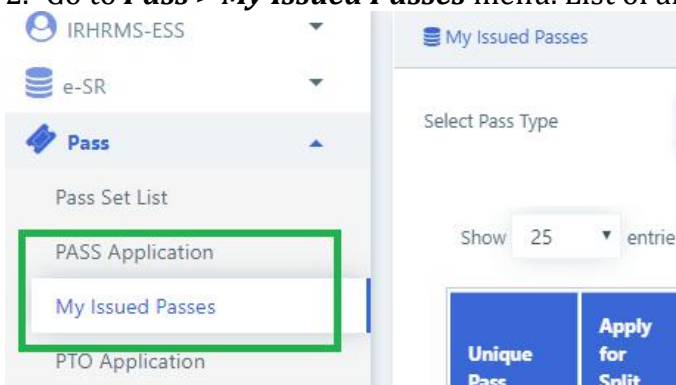 2. Go to Pass > My Issued Passes menu. List of al
IRHRMS-ESS
e-SR
Pass
Pass Set List
PASS Application
My Issued Passes
PTO Application
My Issued Passes
Select Pass Type
Show 25 entrie
Unique
Pass
Apply
for
Split